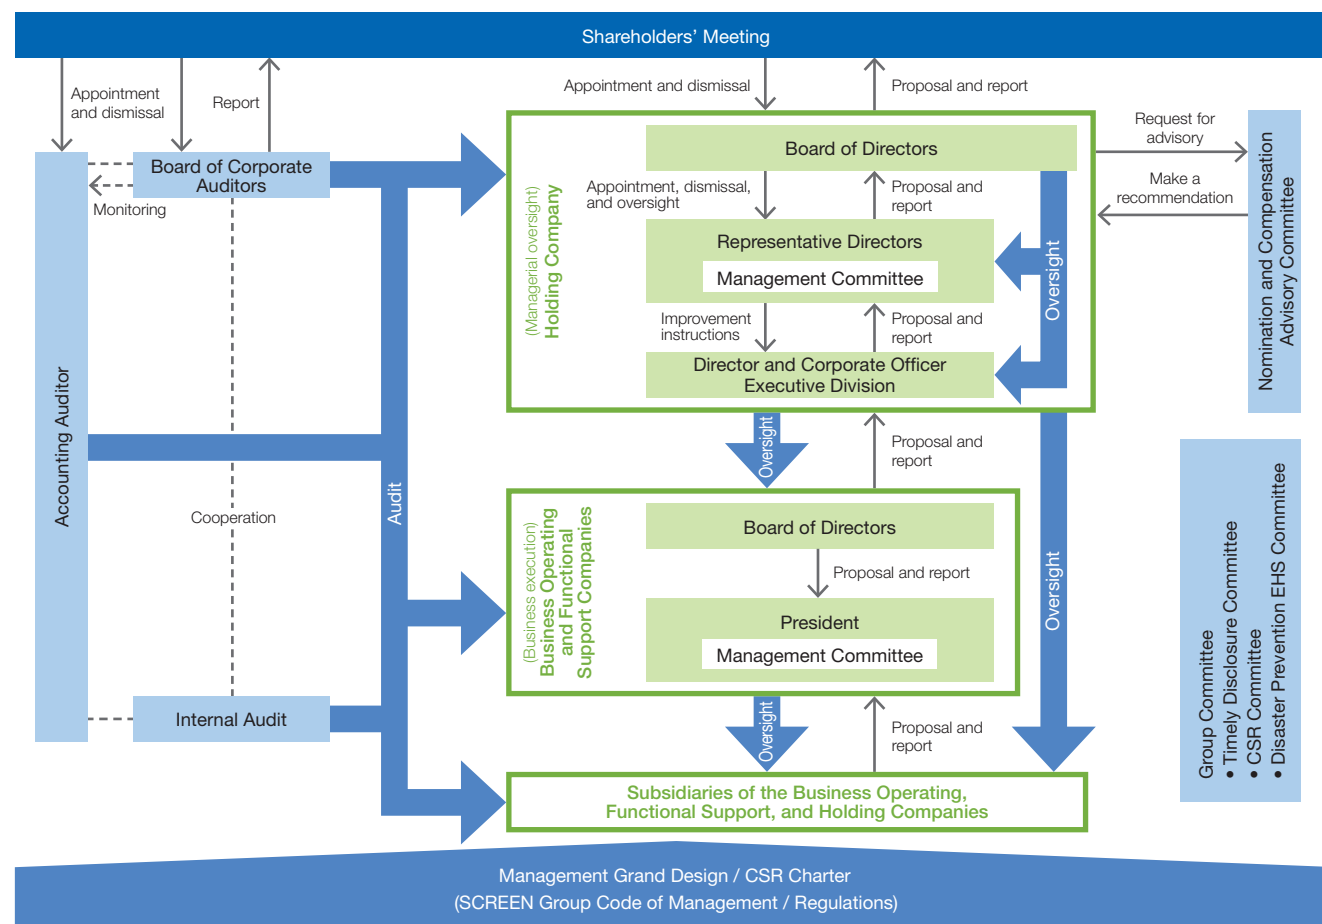 Shareholders' Meeting
Appointment
and dismissal
Report
Appointment and dismissal
Proposal and report
Board of Corporate
Auditors
Monitoring
Accounting Auditor
Cooperation
Internal Audit
Audit
(Managerial oversight)
Holding Company
Board of Directors
Appointment, dismissal,
and oversight
Proposal and
report
Representative Directors
Management Committee
Improvement
instructions
Proposal and
report
Director and Corporate Officer
Executive Division
Oversight
Request for
advisory
Make a
recommendation
Nomination and Compensation
Advisory Committee
Oversight
Proposal and
report
(Business execution)
Business Operating
and Functional
Support Companies
Board of Directors
Proposal and report
President
Management Committee
Oversight
Oversight
Proposal and
report
Group Committee
• Timely Disclosure Committee
• CSR Committee
• Disaster Prevention EHS Committee
Subsidiaries of the Business Operating,
Functional Support, and Holding Companies
Management Grand Design / CSR Charter
(SCREEN Group Code of Management / Regulations)